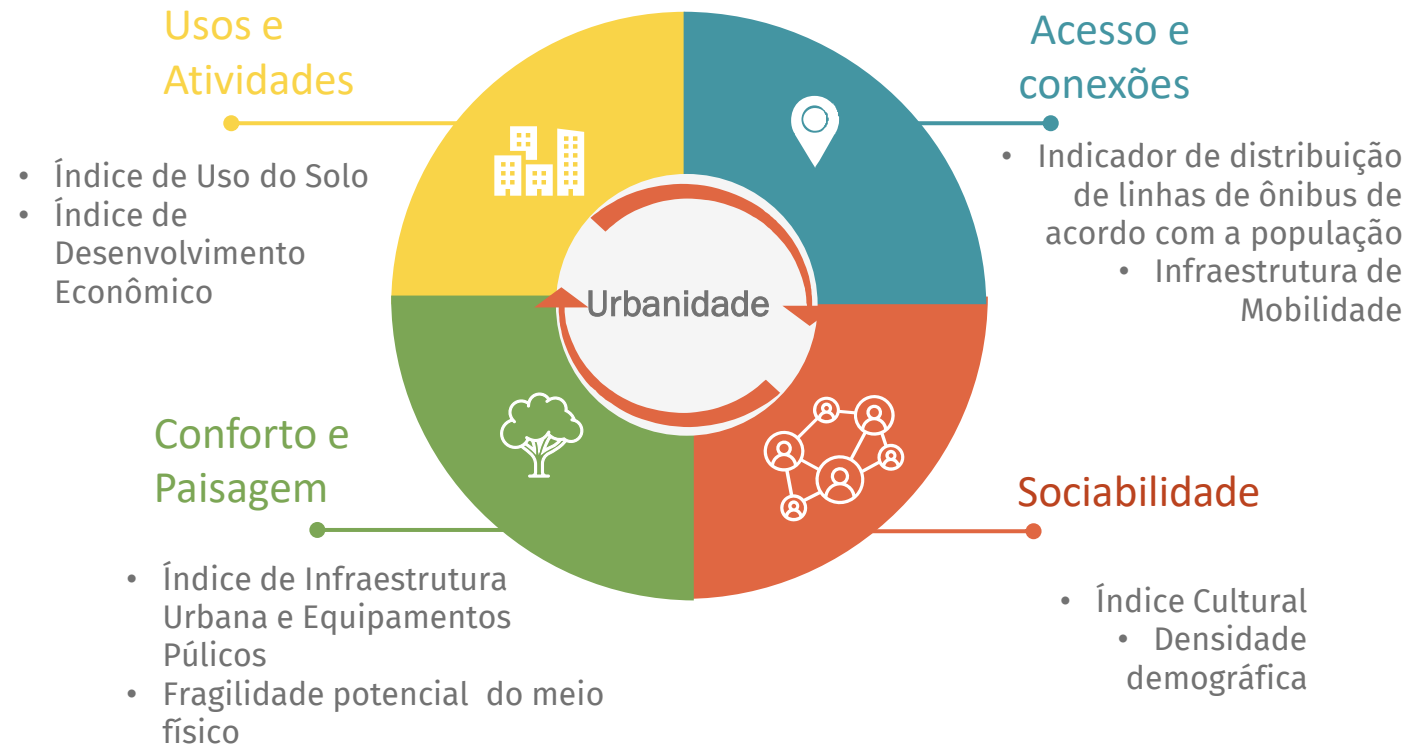 Usos e
Atividades
• Índice de Uso do Solo
• Índice de
Desenvolvimento
Econômico
Acesso e
conexões
• Indicador de distribuição
de linhas de ônibus de
acordo com a população
• Infraestrutura de
Mobilidade
Urbanidade
Conforto e
Paisagem
• Índice de Infraestrutura
Urbana e Equipamentos
Púlicos
• Fragilidade potencial do meio
físico
Sociabilidade
• Índice Cultural
• Densidade
demográfica